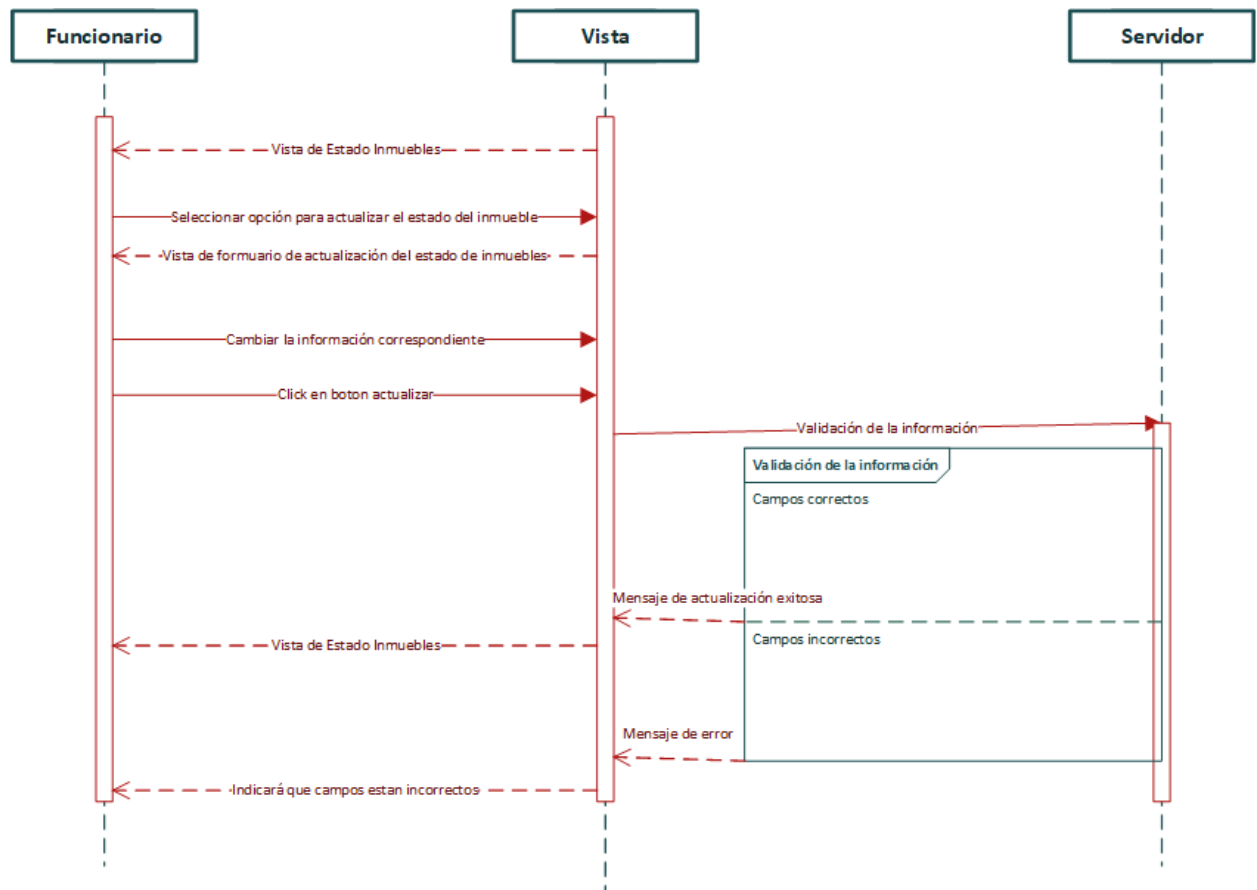 Funcionario
Vista
Servidor
Vista de Estado Inmuebles
Seleccionar opción para actualizar el estado del inmueble
Vista de formuario de actualización del estado de inmuebles
Cambiar la información correspondiente
Click en boton actualizar
Validación de la información
Validación de la información
Campos correctos
Mensaje de actualización exitosa
Campos incorrectos
Vista de Estado Inmuebles
Mensaje de error
Indicará que campos estan incorrectos